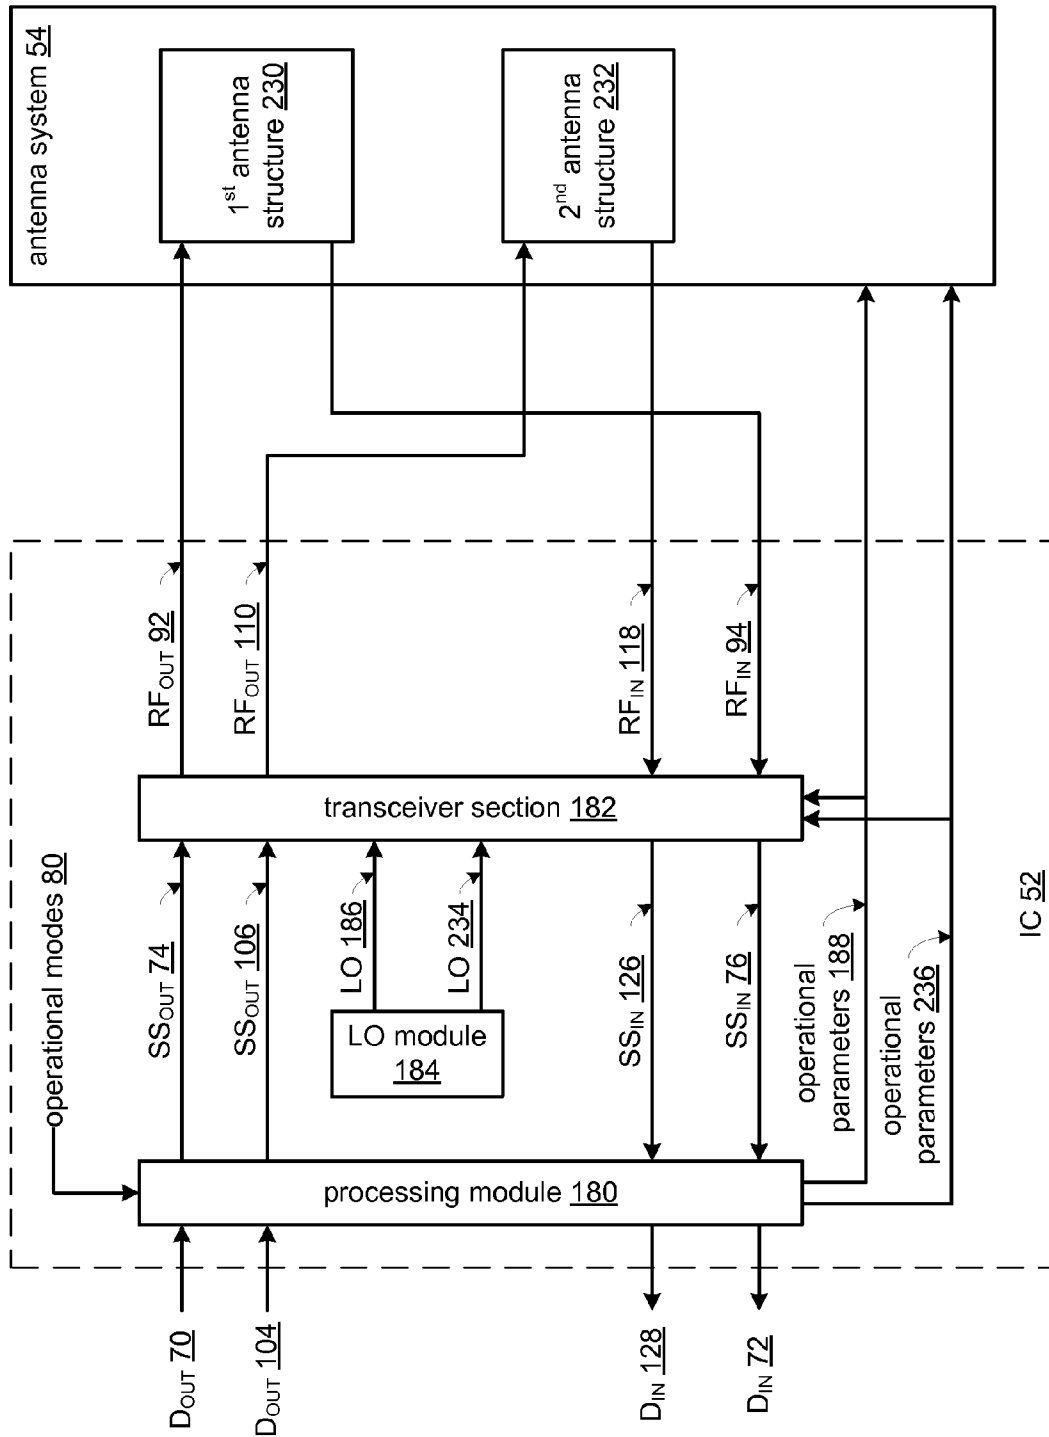 antenna system 54
1st antenna
structure 230
2nd antenna
structure 232
RFOUT 92
RFOUT 110
RFIN 118
RFIN 94
transceiver section 182
operational modes 80
SSOUT 74
SSOUT 106
LO 186
LO 234
LO module
184
SSIN 126
SSIN 76
operational
parameters 188
operational
parameters 236
IC 52
processing module 180
DOUT 70
DOUT 104
DIN 128
DIN 72